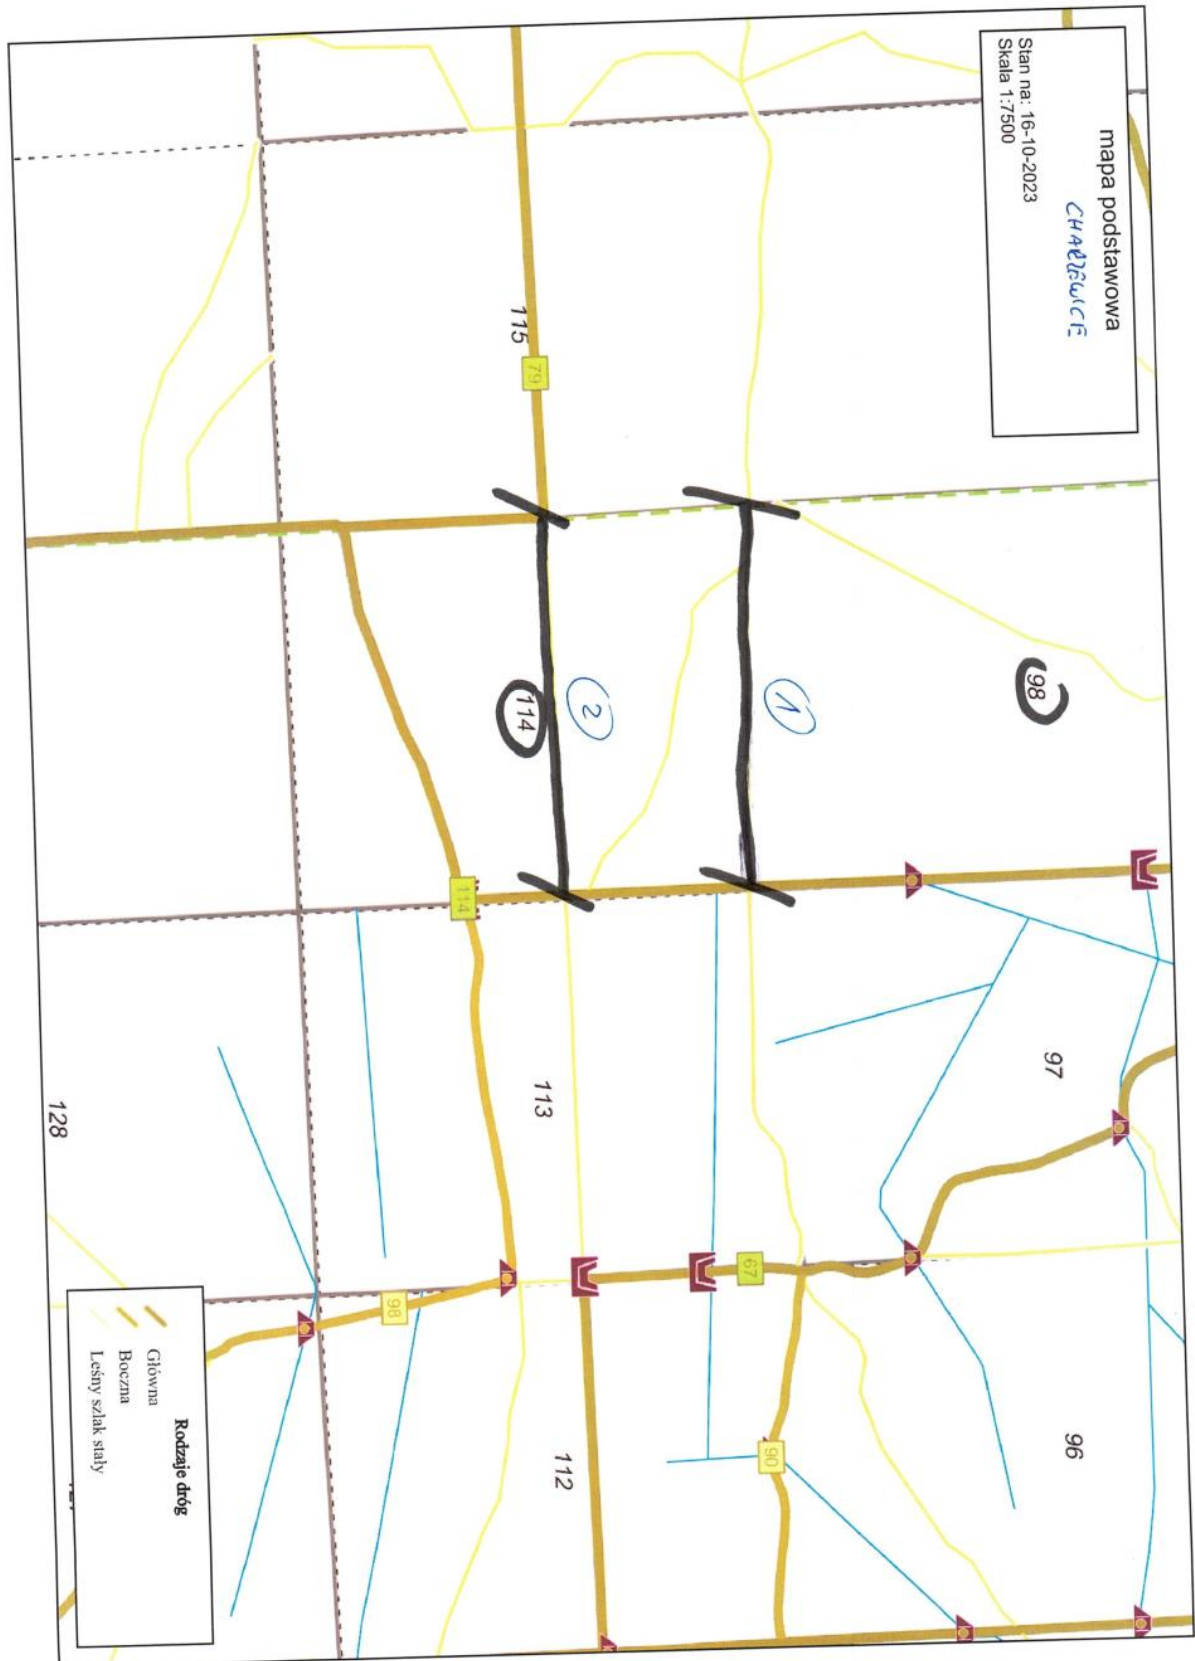 mapa podstawowa
CHARZEWICE
Stan na: 16-10-2023
Skala 1:7500
98
97
96
1
67
90
115
79
2
114
113
112
114
98
128
Rodzaje dróg
Główna
Boczna
Leśny szlak stały